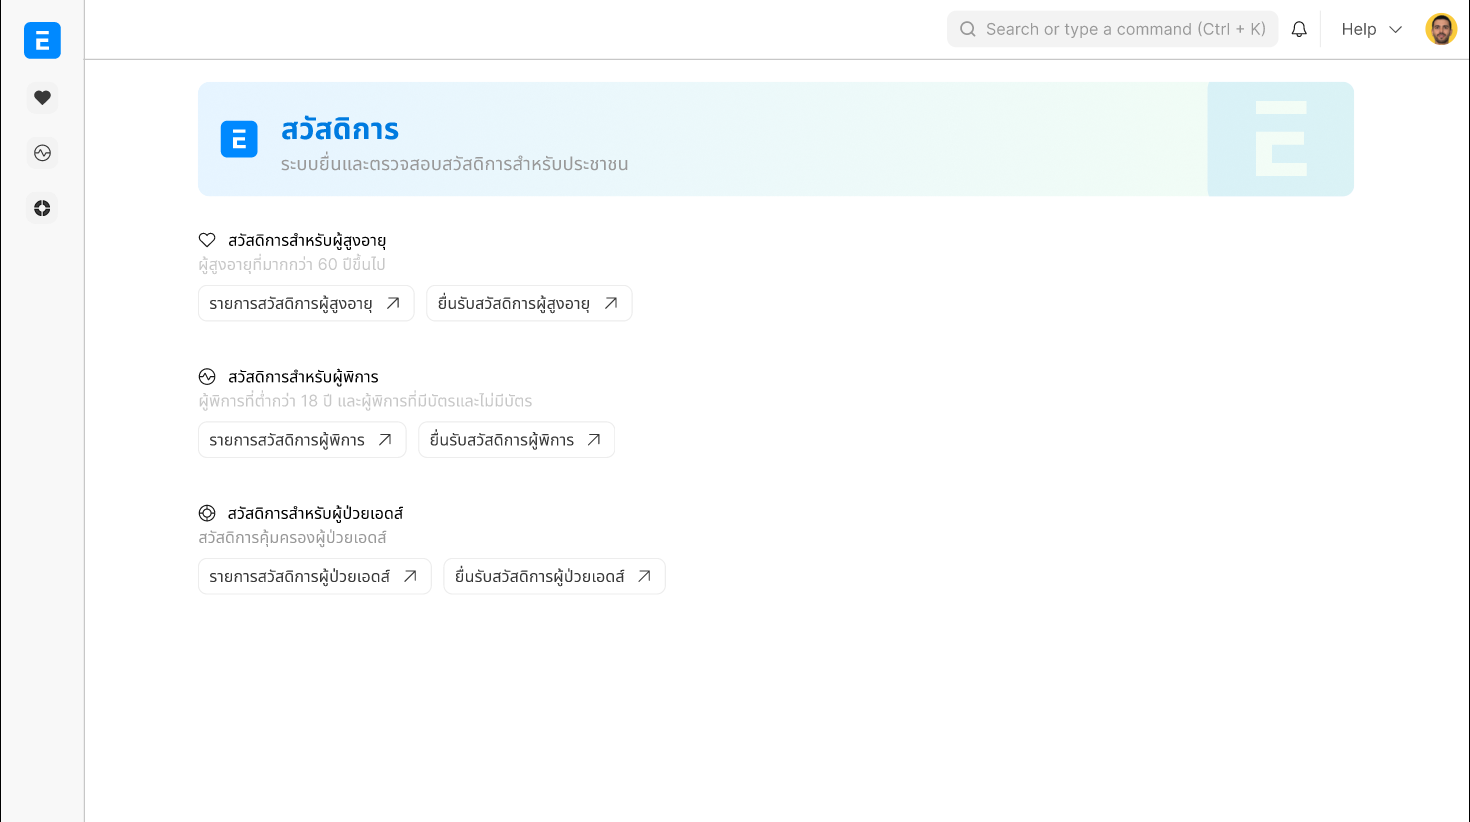 E
Search or type a command (Ctrl + K)
Help
E
สวัสดิการ
ระบบยื่นและตรวจสอบสวัสดิการสำหรับประชาชน
E
สวัสดิการสำหรับผู้สูงอายุ
ผู้สูงอายุที่มากกว่า 60 ปีขึ้นไป
รายการสวัสดิการผู้สูงอายุ
ยื่นรับสวัสดิการผู้สูงอายุ
สวัสดิการสำหรับผู้พิการ
ผู้พิการที่ต่ำกว่า 18 ปี และผู้พิการที่มีบัตรและไม่มีบัตร
รายการสวัสดิการผู้พิการ
ยื่นรับสวัสดิการผู้พิการ
สวัสดิการสำหรับผู้ป่วยเอดส์
สวัสดิการคุ้มครองผู้ป่วยเอดส์
รายการสวัสดิการผู้ป่วยเอดส์
ยื่นรับสวัสดิการผู้ป่วยเอดส์